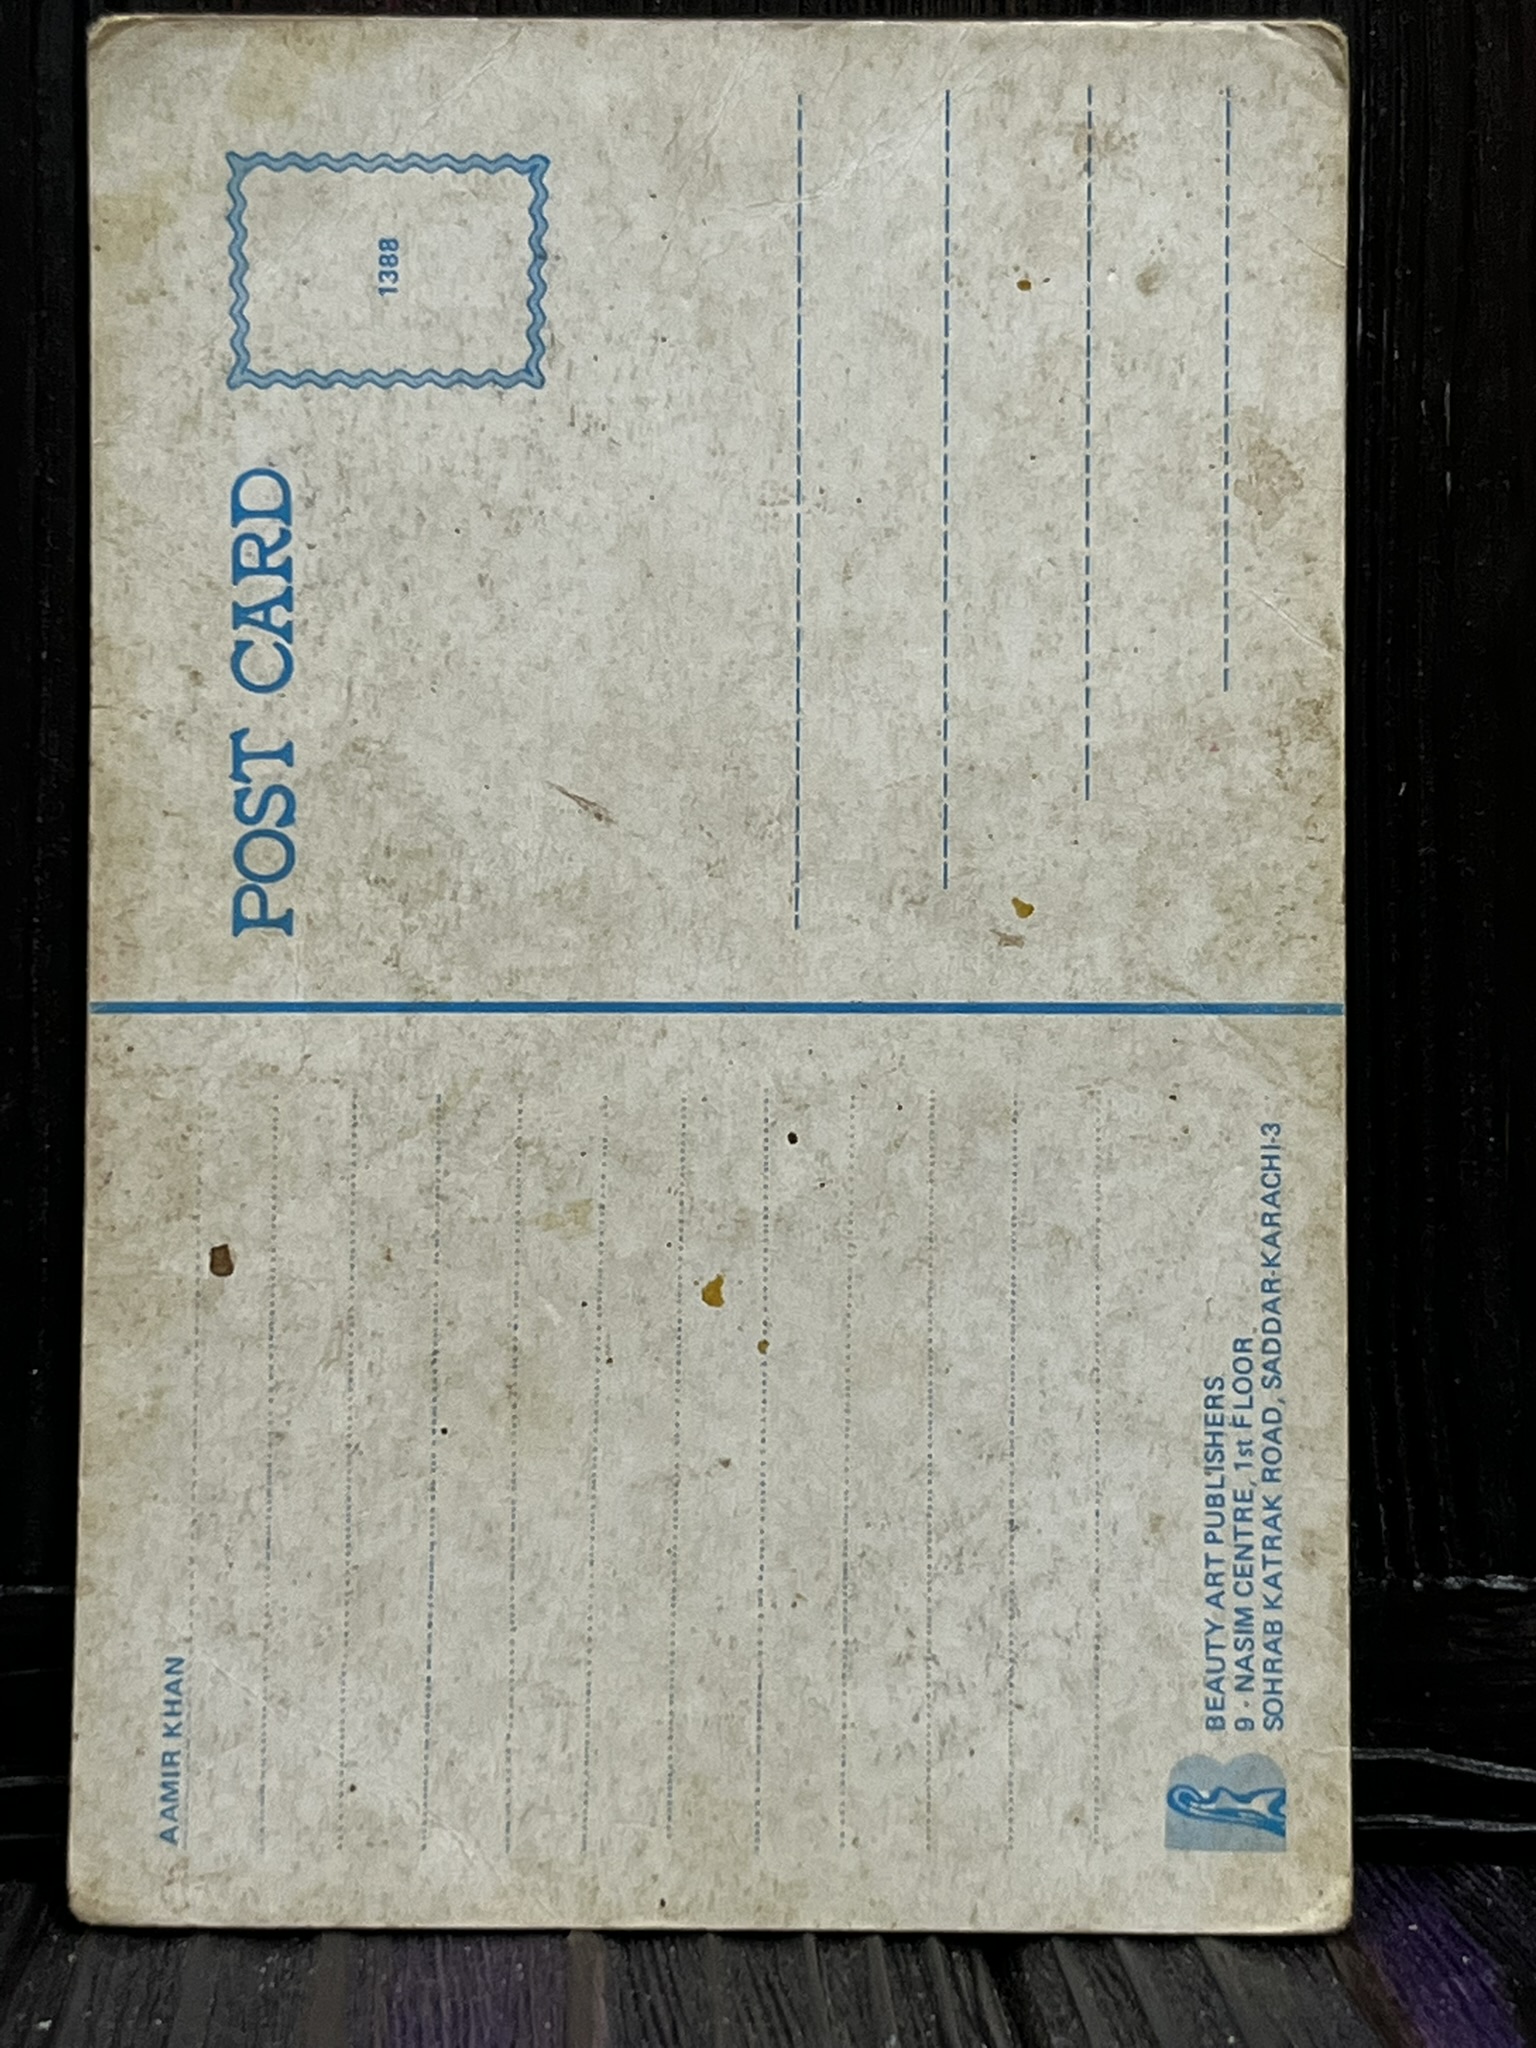 AAMIR KHAN
POST CARD
1388
BEAUTY ART PUBLISHERS
9 - NASIM CENTRE, 1st FLOOR
SOHRAB KATRAK ROAD, SADDAR-KARACHI-3